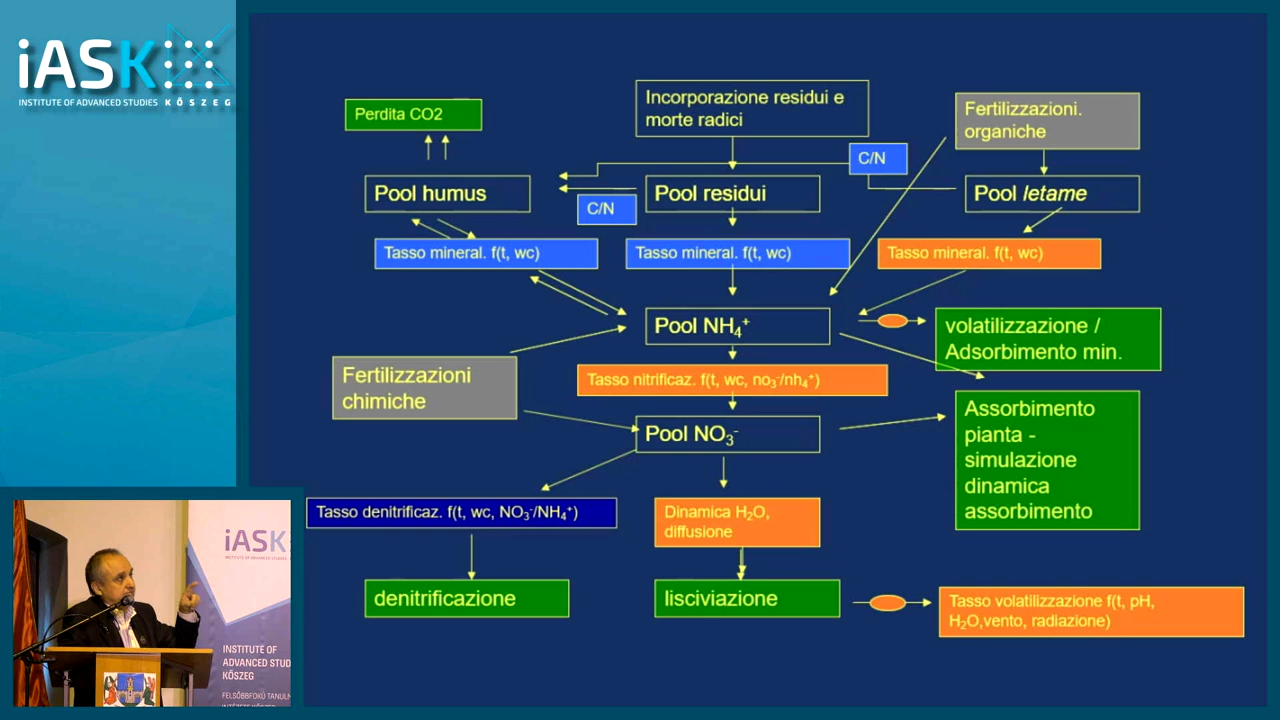 iASK
INSTITUTE OF ADVANCED STUDIES KŐSZEG
Perdita CO2
Incorporazione residui e
morte radici
Fertilizzazioni.
organiche
C/N
Pool humus
Pool residui
Pool letame
C/N
Tasso mineral. f(t, wc)
Tasso mineral. f(t, wc)
Tasso mineral. f(t, wc)
Pool NH₄⁺
volatilizzazione /
Adsorbimento min.
Fertilizzazioni
chimiche
Tasso nitrificaz. f(t, wc, no₃⁻/nh₄⁺)
Pool NO₃⁻
Assorbimento
pianta -
simulazione
dinamica
assorbimento
Tasso denitrificaz. f(t, wc, NO₃⁻/NH₄⁺)
Dinamica H₂O,
diffusione
denitrificazione
lisciviazione
Tasso volatilizzazione f(t, pH,
H₂O,vento, radiazione)
iASK
INSTITUTE OF
ADVANCED STUD
KŐSZEG
FELSŐBBFOKÚ TANULM